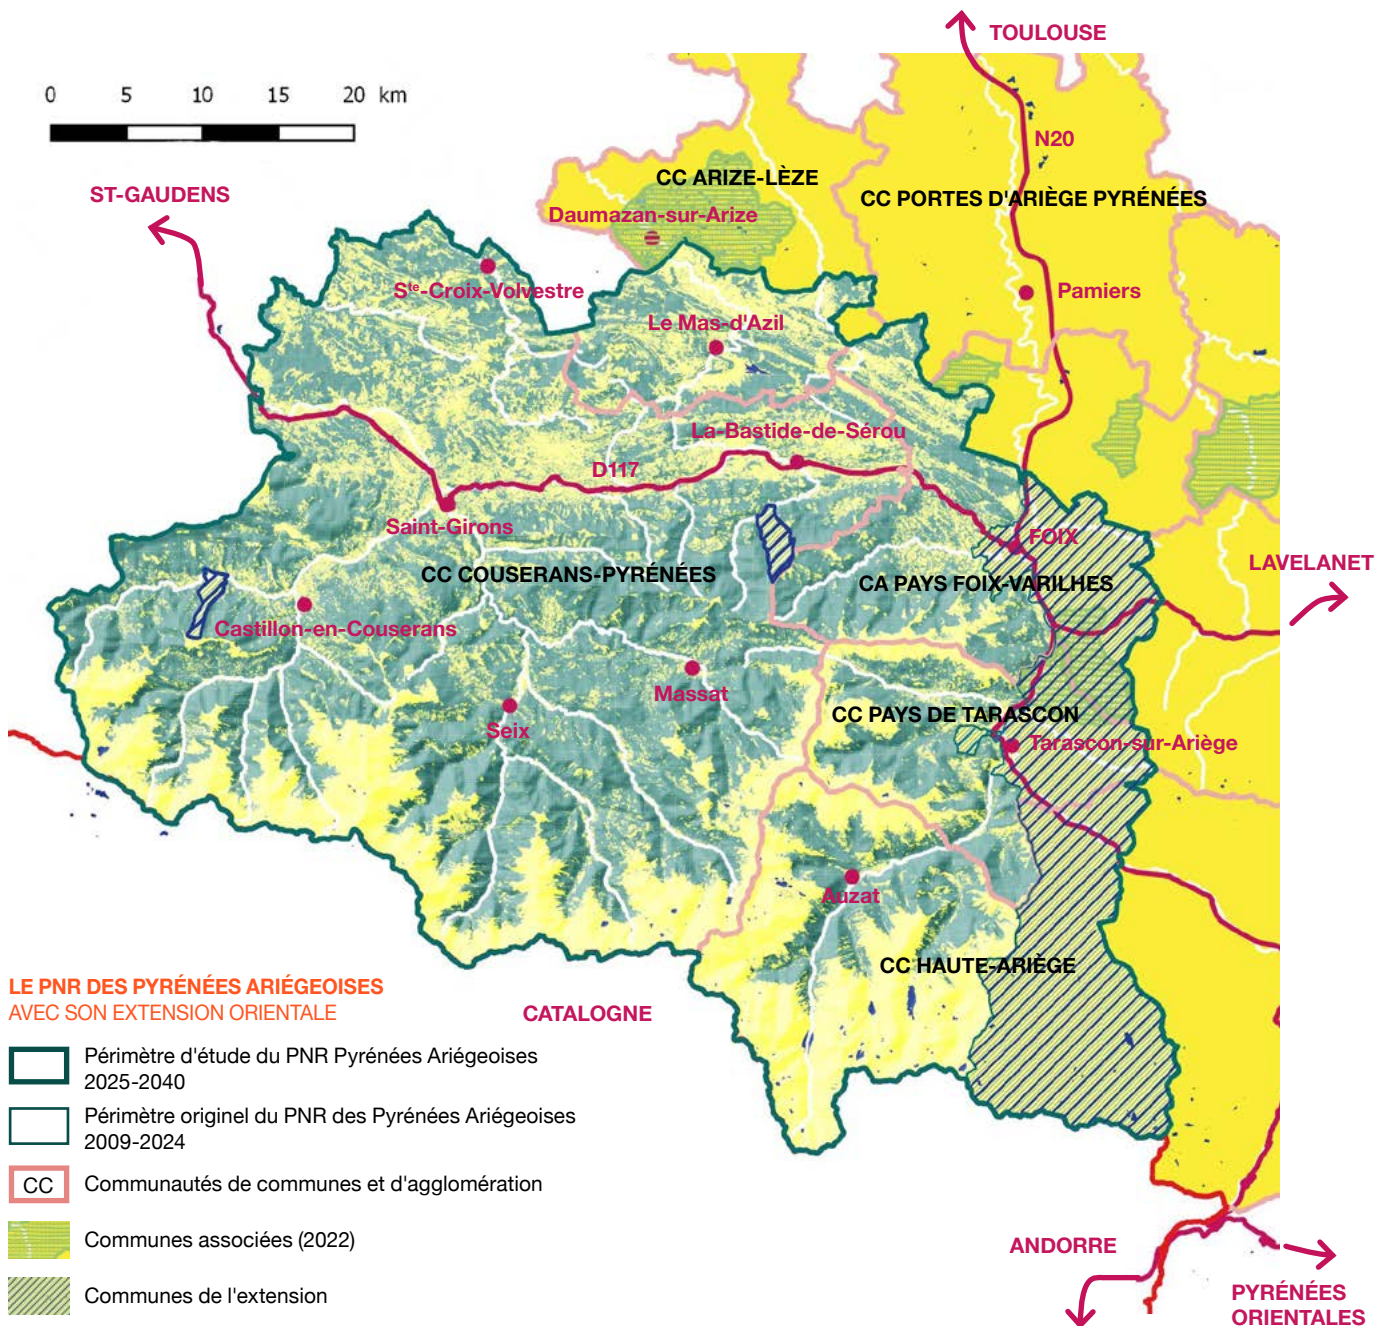 TOULOUSE
0 5 10 15 20 km
N20
ST-GAUDENS
CC ARIZE-LÈZE
CC PORTES D'ARIÈGE PYRÉNÉES
Daumazan-sur-Arize
Ste-Croix-Volvestre
Pamiers
Le Mas-d'Azil
La-Bastide-de-Sérou
D117
Saint-Girons
FOIX
LAVELANET
CC COUSERANS-PYRÉNÉES
CA PAYS FOIX-VARILHES
Castillon-en-Couserans
Massat
CC PAYS DE TARASCON
Seix
Tarascon-sur-Ariège
Auzat
CC HAUTE-ARIÈGE
CATALOGNE
LE PNR DES PYRÉNÉES ARIÉGEOISES
AVEC SON EXTENSION ORIENTALE
Périmètre d'étude du PNR Pyrénées Ariégeoises
2025-2040
Périmètre originel du PNR des Pyrénées Ariégeoises
2009-2024
CC Communautés de communes et d'agglomération
Communes associées (2022)
Communes de l'extension
ANDORRE
PYRÉNÉES
ORIENTALES